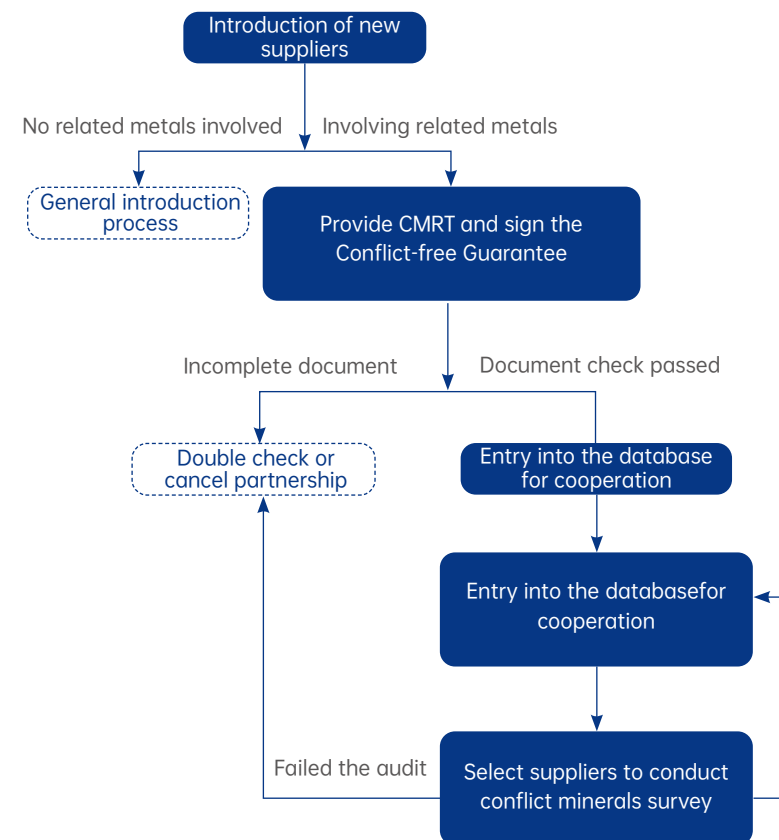 Introduction of new
suppliers
No related metals involved
Involving related metals
General introduction
process
Provide CMRT and sign the
Conflict-free Guarantee
Incomplete document
Document check passed
Double check or
cancel partnership
Entry into the database
for cooperation
Entry into the databasefor
cooperation
Failed the audit
Select suppliers to conduct
conflict minerals survey